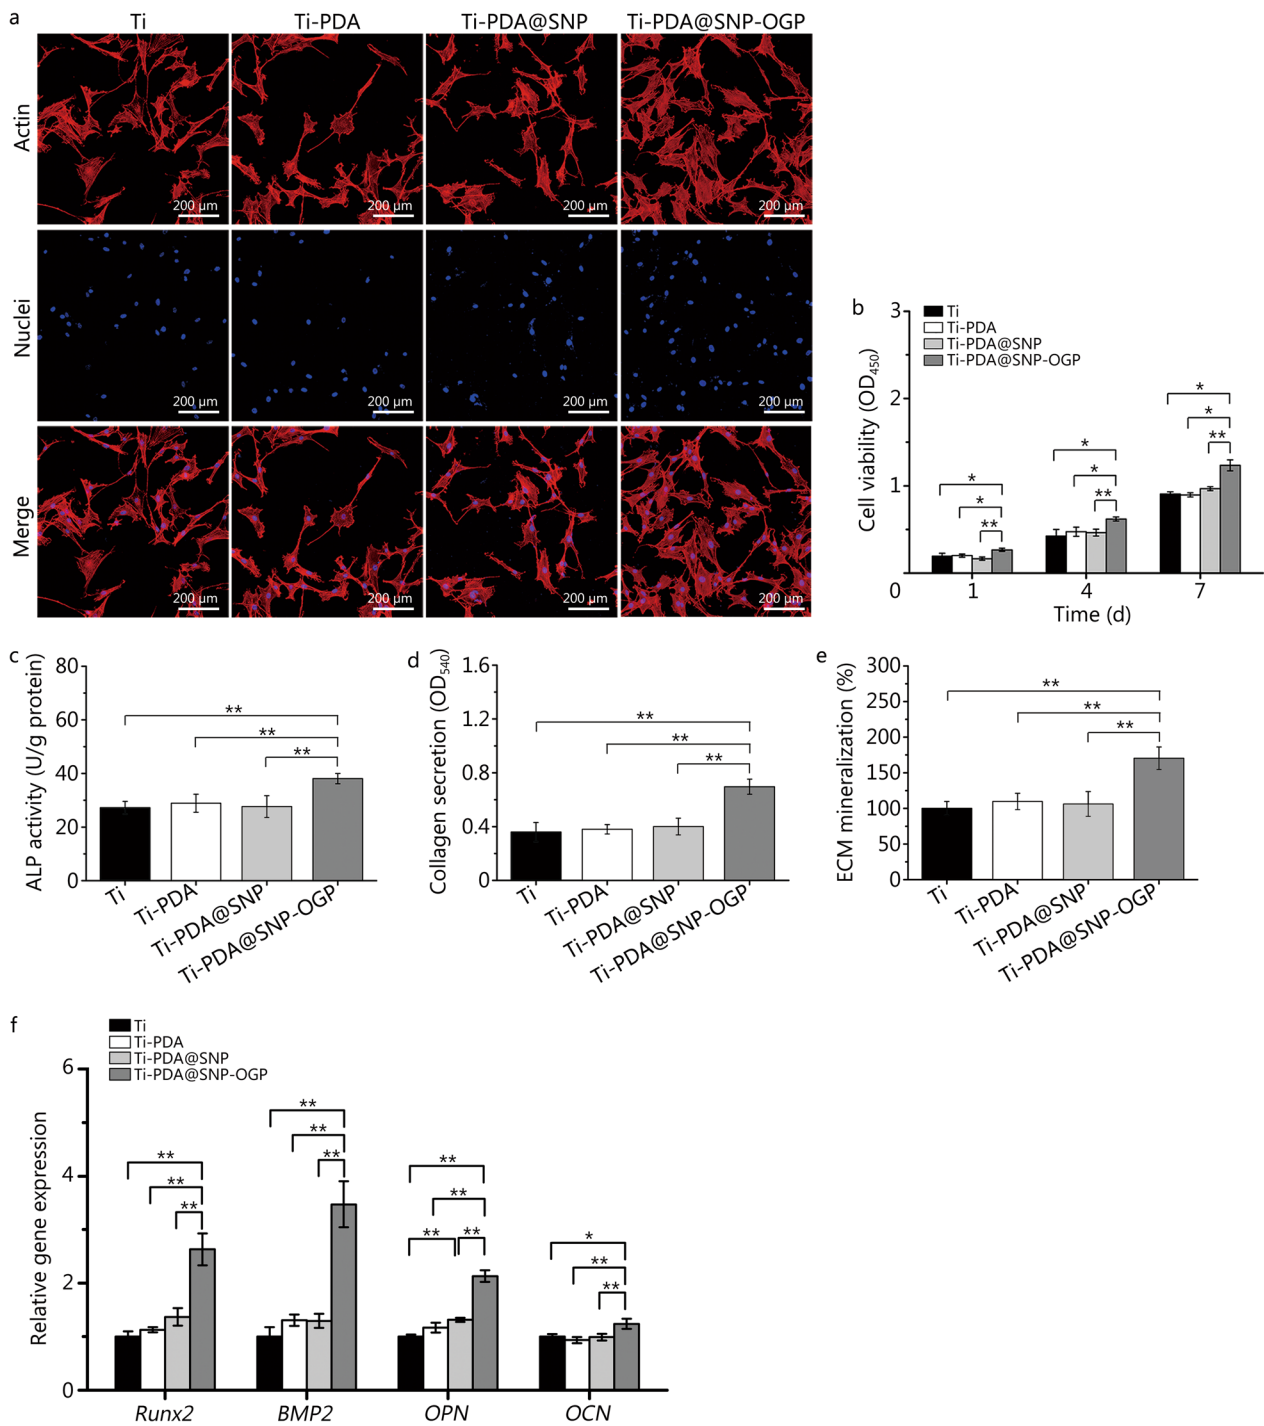 a
Ti
Ti-PDA
Ti-PDA@SNP
Ti-PDA@SNP-OGP
Actin
200 μm
200 μm
200 μm
200 μm
Nuclei
200 μm
200 μm
200 μm
200 μm
Merge
200 μm
200 μm
200 μm
200 μm
b
Ti
Ti-PDA
Ti-PDA@SNP
Ti-PDA@SNP-OGP
Cell viability (OD450)
3
2
1
0
* * **
* * **
* * **
1 4 7
Time (d)
c
ALP activity (U/g protein)
80
60
40
20
0
**
**
**
Ti
Ti-PDA
Ti-PDA@SNP
Ti-PDA@SNP-OGP
d
Collagen secretion (OD540)
1.6
1.2
0.8
0.4
0
**
**
**
Ti
Ti-PDA
Ti-PDA@SNP
Ti-PDA@SNP-OGP
e
ECM mineralization (%)
300
250
200
150
100
50
0
**
**
**
Ti
Ti-PDA
Ti-PDA@SNP
Ti-PDA@SNP-OGP
f
Ti
Ti-PDA
Ti-PDA@SNP
Ti-PDA@SNP-OGP
Relative gene expression
6
4
2
0
** ** **
** ** **
** ** ** **
* ** **
Runx2 BMP2 OPN OCN